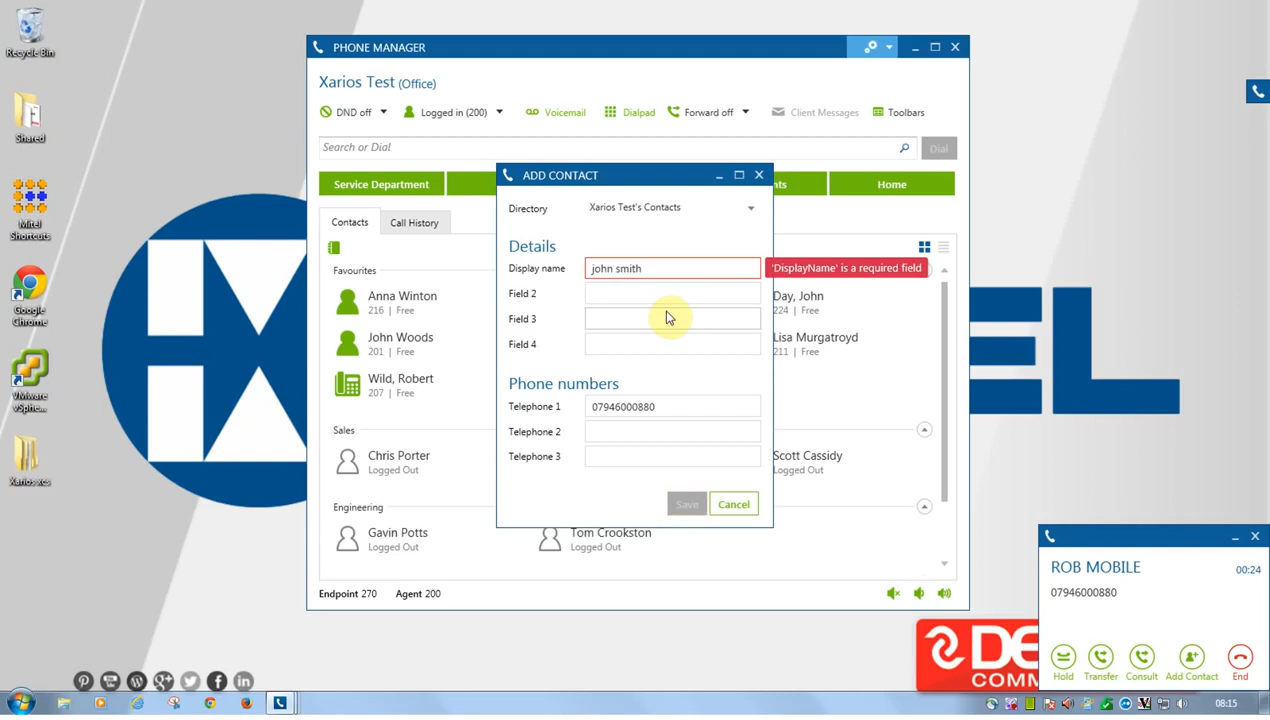 Recycle Bin
Shared
Mitel
Shortcuts
Google
Chrome
VMware
vSphe...
Xarios xcs
PHONE MANAGER
Xarios Test (Office)
DND off
Logged in (200)
Voicemail
Dialpad
Forward off
Client Messages
Toolbars
Search or Dial
Dial
Service Department
nts
Home
Contacts
Call History
Favourites
Anna Winton
216 | Free
Day, John
224 | Free
John Woods
201 | Free
Lisa Murgatroyd
211 | Free
Wild, Robert
207 | Free
Sales
Chris Porter
Logged Out
Scott Cassidy
Logged Out
Engineering
Gavin Potts
Logged Out
Tom Crookston
Logged Out
Endpoint 270
Agent 200
ADD CONTACT
Directory
Xarios Test's Contacts
Details
Display name
john smith
'DisplayName' is a required field
Field 2
Field 3
Field 4
Phone numbers
Telephone 1
07946000880
Telephone 2
Telephone 3
Save
Cancel
ROB MOBILE
00:24
07946000880
Hold
Transfer
Consult
Add Contact
End
EL
DE
COMM
08:15